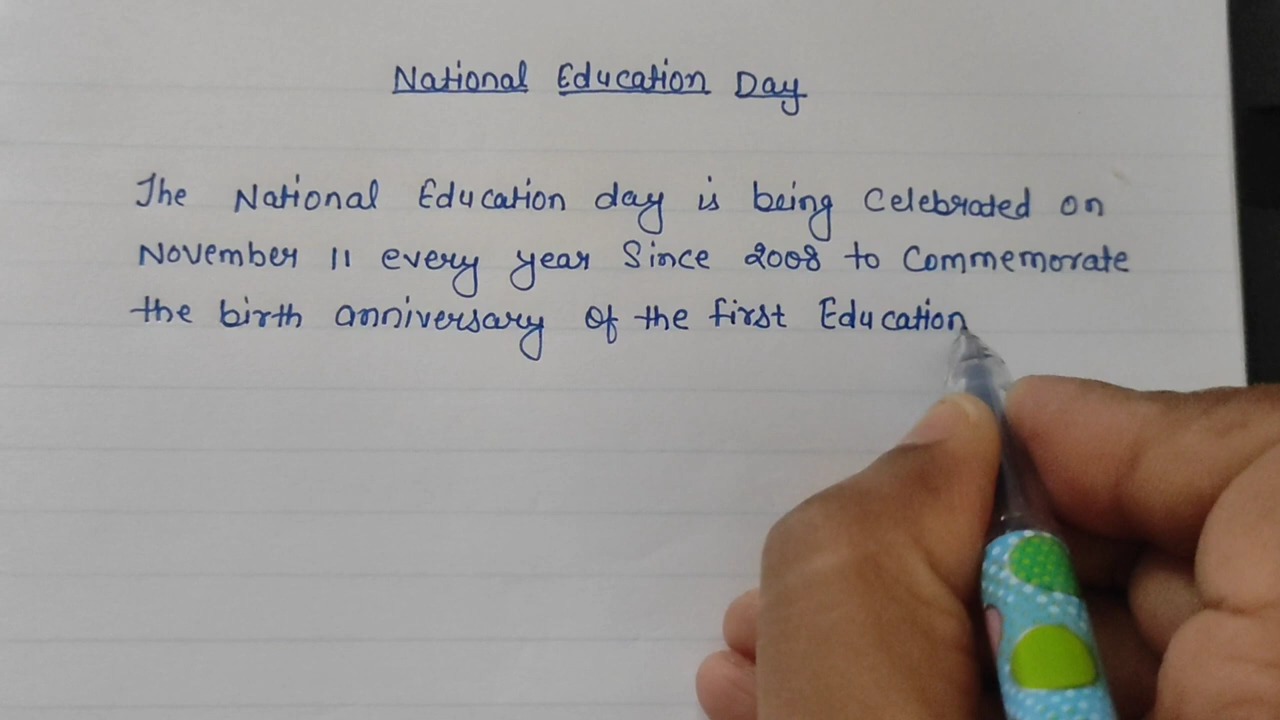 National Education Day
The National Education day is being Celebrated on
November 11 every year Since 2008 to Commemorate
the birth anniversary of the first Education